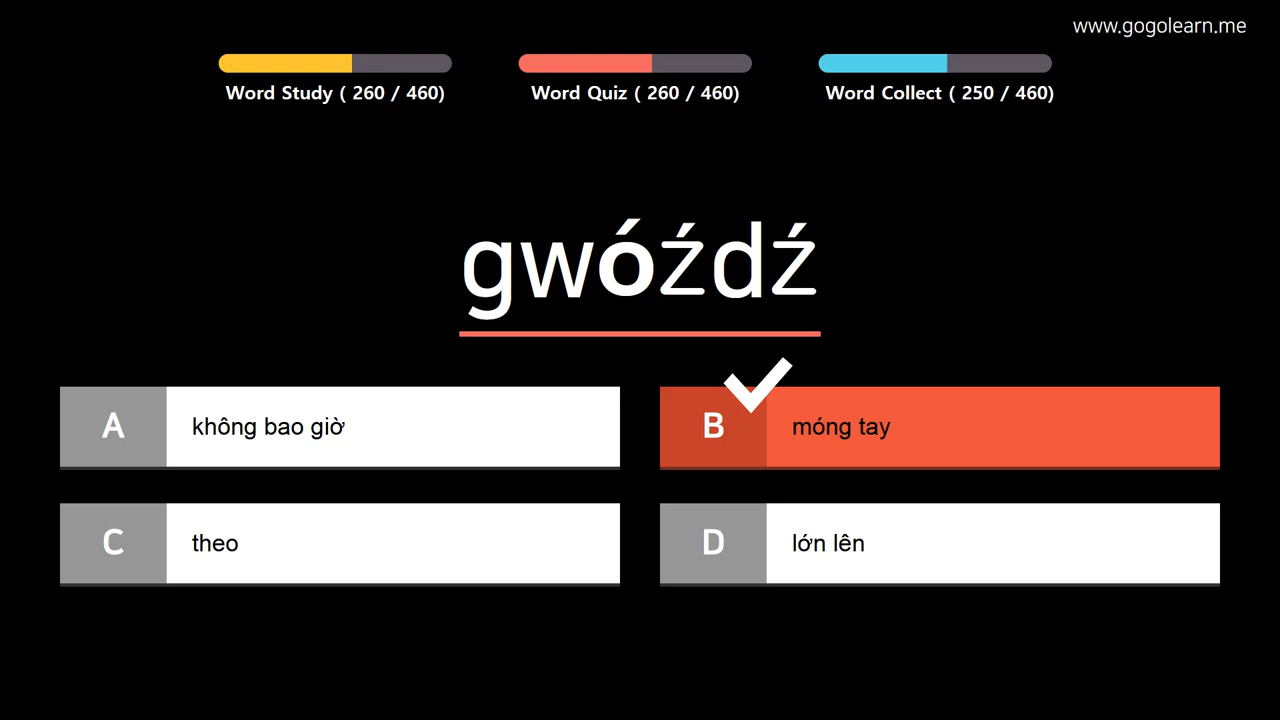 www.gogolearn.me
Word Study ( 260 / 460)
Word Quiz ( 260 / 460)
Word Collect ( 250 / 460)
gwóźdź
A không bao giờ
B móng tay
C theo
D lớn lên